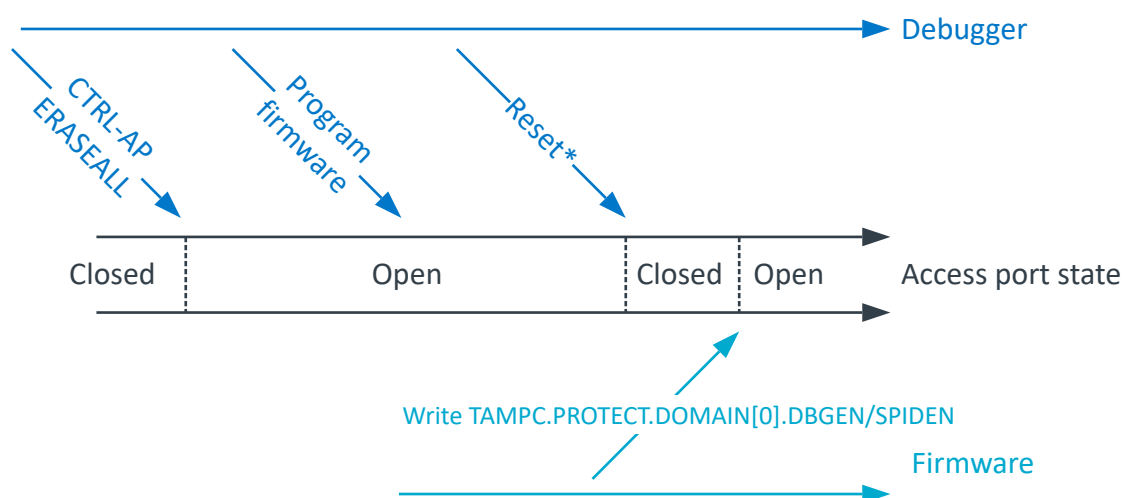 Debugger
CTRL-AP
ERASEALL
Program
firmware
Reset*
Closed
Open
Closed
Open
Access port state
Write TAMPC.PROTECT.DOMAIN[0].DBGEN/SPIDEN
Firmware